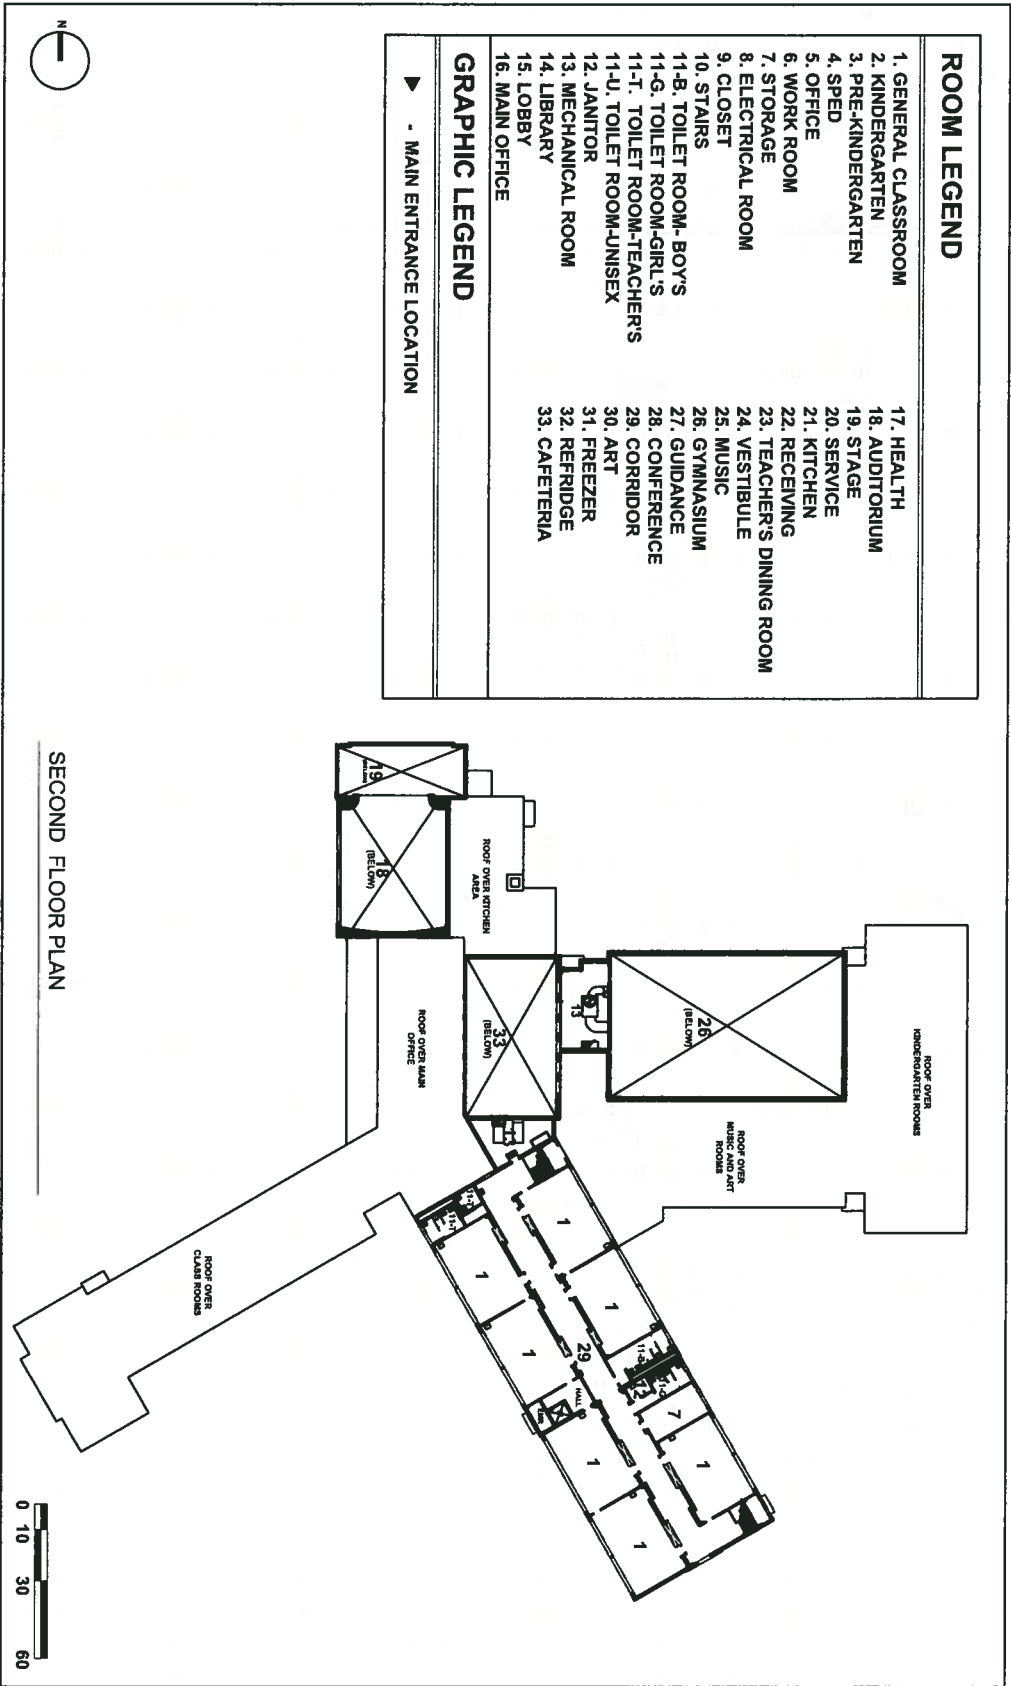 ROOM LEGEND
1. GENERAL CLASSROOM
2. KINDERGARTEN
3. PRE-KINDERGARTEN
4. SPED
5. OFFICE
6. WORK ROOM
7. STORAGE
8. ELECTRICAL ROOM
9. CLOSET
10. STAIRS
11-B. TOILET ROOM- BOY'S
11-G. TOILET ROOM-GIRL'S
11-T. TOILET ROOM-TEACHER'S
11-U. TOILET ROOM-UNISEX
12. JANITOR
13. MECHANICAL ROOM
14. LIBRARY
15. LOBBY
16. MAIN OFFICE
17. HEALTH
18. AUDITORIUM
19. STAGE
20. SERVICE
21. KITCHEN
22. RECEIVING
23. TEACHER'S DINING ROOM
24. VESTIBULE
25. MUSIC
26. GYMNASIUM
27. GUIDANCE
28. CONFERENCE
29. CORRIDOR
30. ART
31. FREEZER
32. REFRIDGE
33. CAFETERIA
GRAPHIC LEGEND
- MAIN ENTRANCE LOCATION
N
ROOF OVER
KINDERGARTEN ROOMS
26
(BELOW)
ROOF OVER
MUSIC AND ART
ROOMS
13
ROOF OVER KITCHEN
AREA
19
(BELOW)
18
(BELOW)
33
(BELOW)
ROOF OVER MAIN
OFFICE
13
1
1
11-B
11-G
12
7
1
29
HALL
11-T
11-T
1
1
1
1
ROOF OVER
CLASS ROOMS
SECOND FLOOR PLAN
0 10 30 60